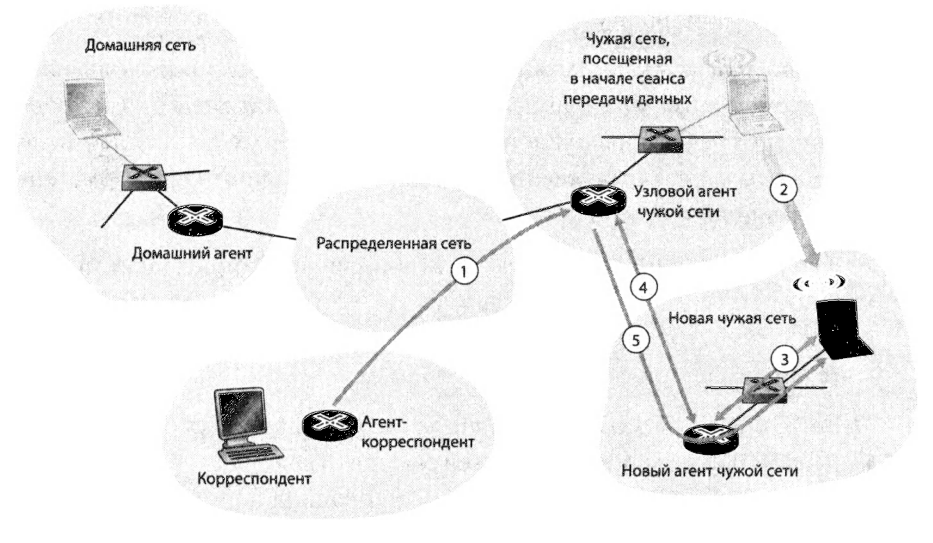 Домашняя сеть
Чужая сеть,
посещенная
в начале сеанса
передачи данных
2
Узловой агент
чужой сети
Домашний агент
Распределенная сеть
1
4
Новая чужая сеть
5
3
Агент-
корреспондент
Корреспондент
Новый агент чужой сети